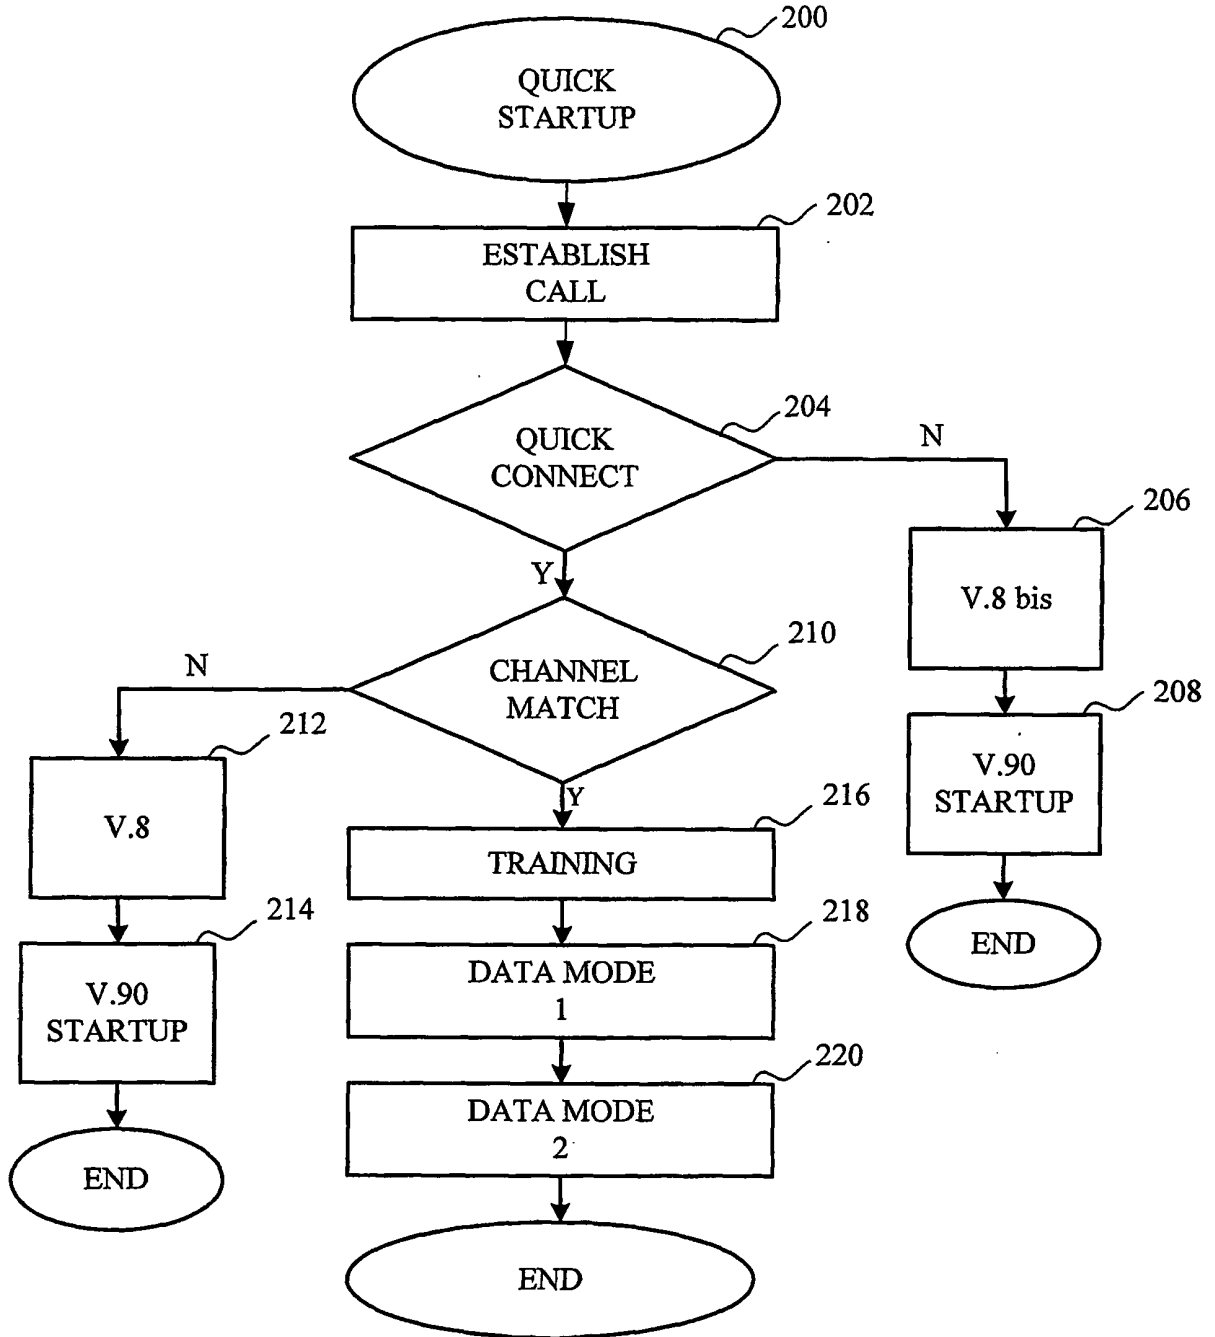 200
QUICK
STARTUP
202
ESTABLISH
CALL
204
QUICK
CONNECT
N
206
V.8 bis
Y
210
CHANNEL
MATCH
N
208
V.90
STARTUP
212
V.8
Y
216
TRAINING
END
214
V.90
STARTUP
218
DATA MODE
1
220
DATA MODE
2
END
END